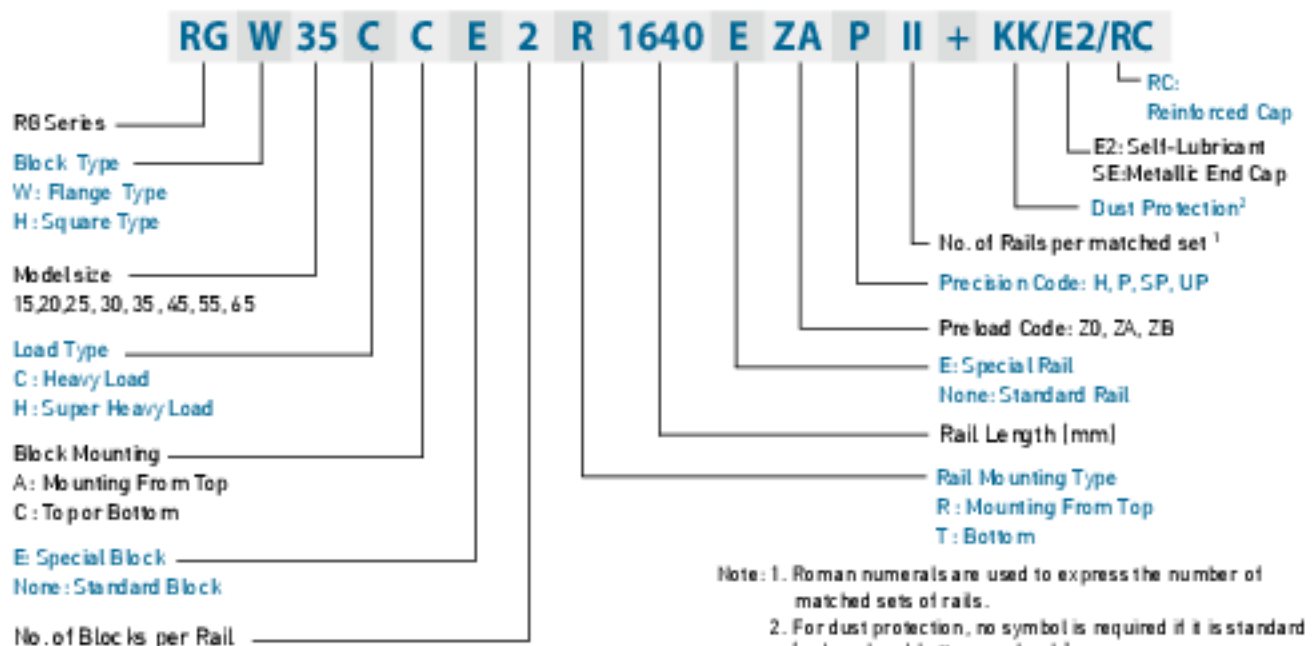 RG W 35 C C E 2 R 1640 E ZA P II + KK/E2/RC
RG Series
Block Type
W: Flange Type
H: Square Type
Model size
15,20,25, 30, 35, 45, 55, 65
Load Type
C : Heavy Load
H : Super Heavy Load
Block Mounting
A: Mounting From Top
C : Top or Bottom
E: Special Block
None: Standard Block
No. of Blocks per Rail
RC:
Reinforced Cap
E2: Self-Lubricant
SE:Metallic End Cap
Dust Protection²
No. of Rails per matched set ¹
Precision Code: H, P, SP, UP
Preload Code: Z0, ZA, ZB
E: Special Rail
None: Standard Rail
Rail Length [mm]
Rail Mounting Type
R : Mounting From Top
T : Bottom
Note: 1. Roman numerals are used to express the number of
matched sets of rails.
2. For dust protection, no symbol is required if it is standard